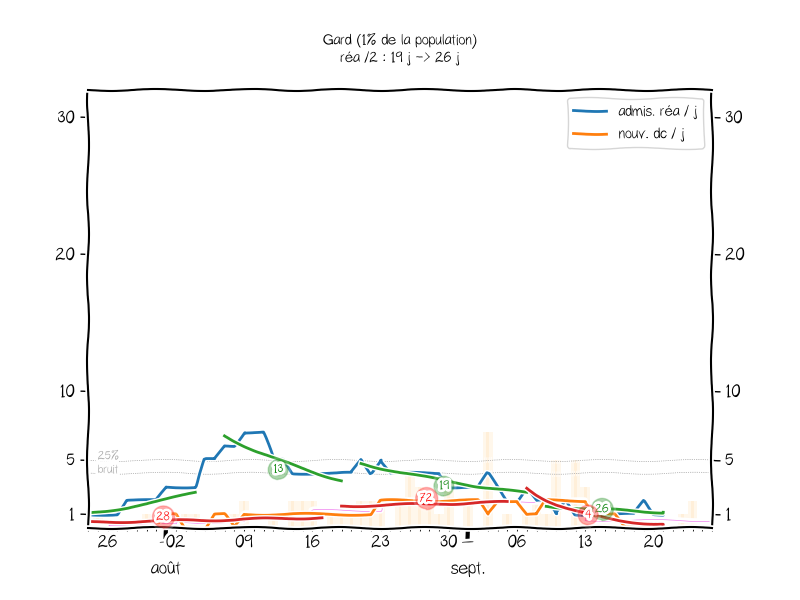 Gard (1% de la population)
réa /2 : 19 j -> 26 j
30 30
admis. réa / j
nouv. dc / j
20 20
10 10
25%
5 5
bruit
13
19
72
28
4
26
1 1
26 02 09 16 23 30 06 13 20
août sept.